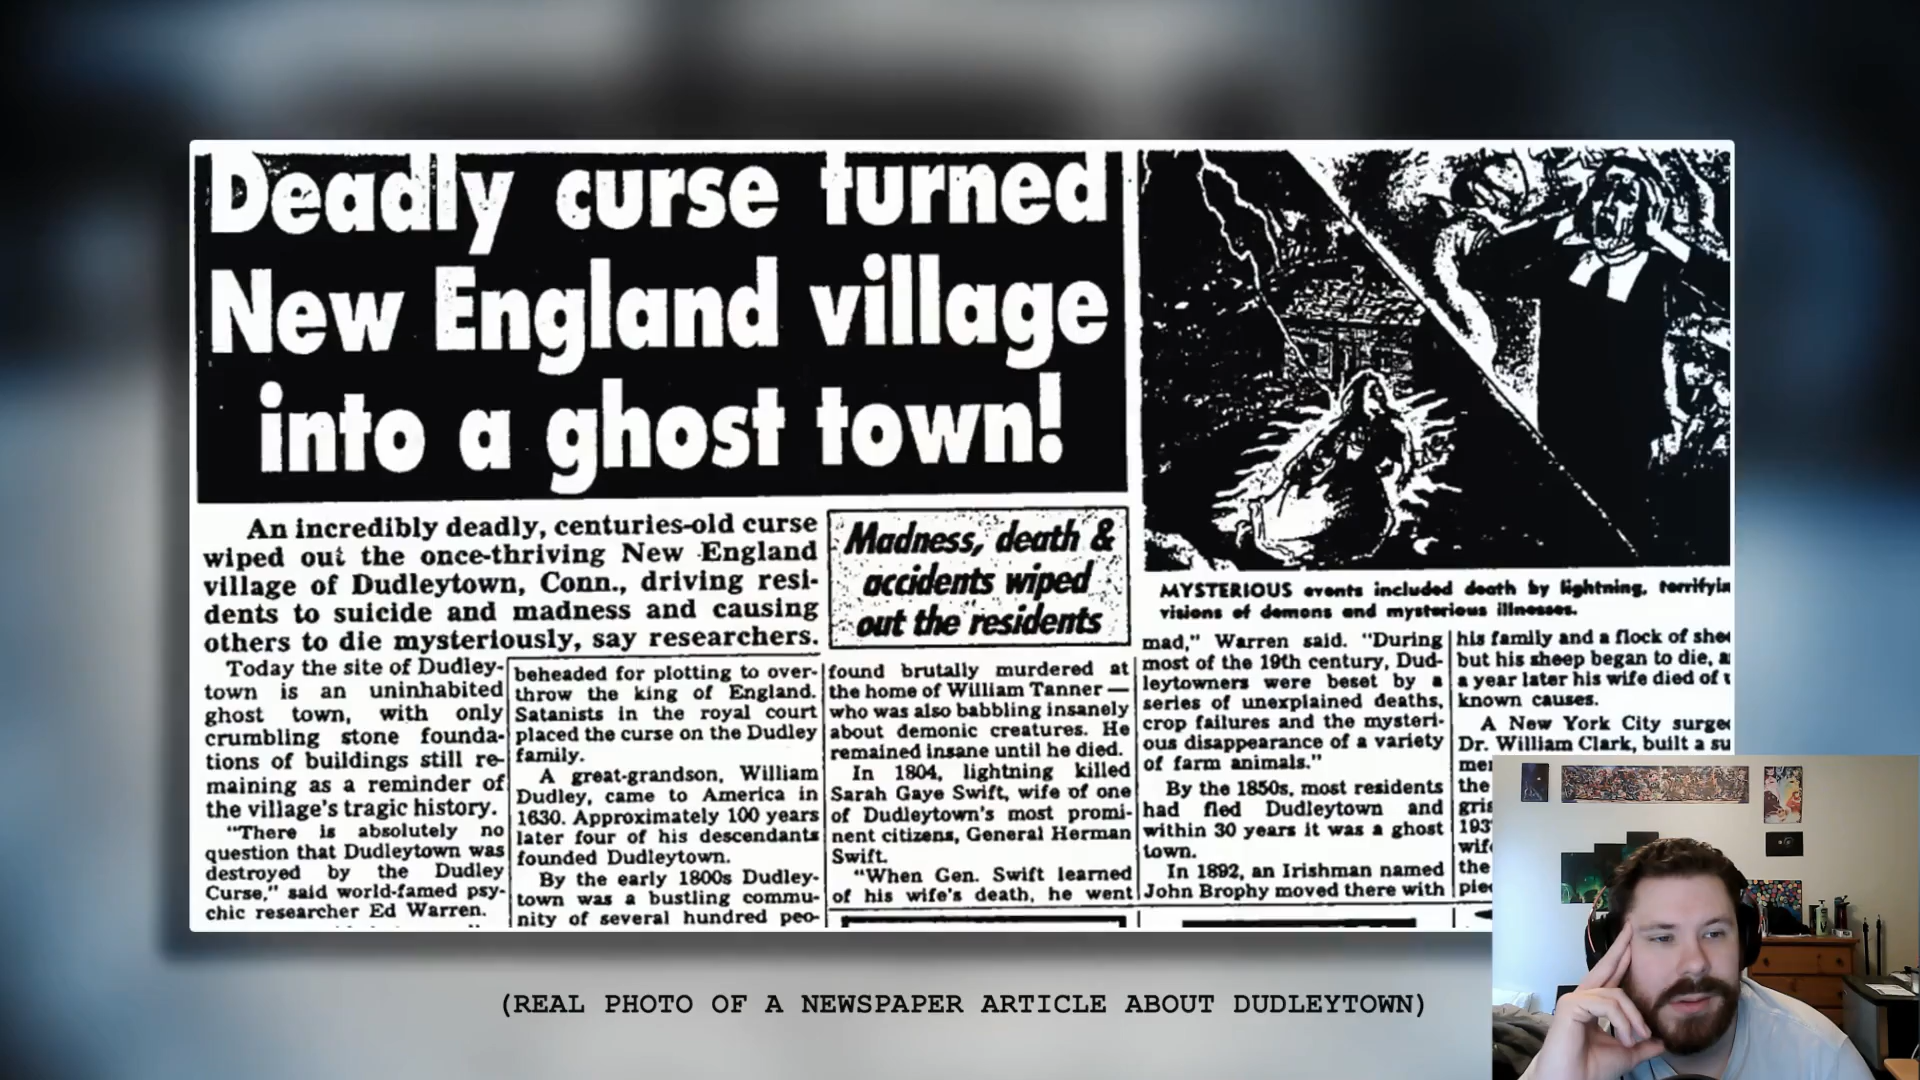 Deadly curse turned
New England village
into a ghost town!
An incredibly deadly, centuries-old curse
wiped out the once-thriving New England
village of Dudleytown, Conn., driving resi-
dents to suicide and madness and causing
others to die mysteriously, say researchers.
Madness, death &
accidents wiped
out the residents
MYSTERIOUS events included death by lightning,
visions of demons and mysterious illnesses.
Today the site of Dudley-
town is an uninhabited
ghost town, with only
crumbling stone founda-
tions of buildings still re-
maining as a reminder of
the village's tragic history.
"There is absolutely no
question that Dudleytown was
destroyed by the Dudley
Curse," said world-famed psy-
chic researcher Ed Warren.
beheaded for plotting to over-
throw the king of England.
Satanists in the royal court
placed the curse on the Dudley
family.
A great-grandson, William
Dudley, came to America in
1630. Approximately 100 years
later four of his descendants
founded Dudleytown.
By the early 1800s Dudley-
town was a bustling commu-
nity of several hundred peo-
found brutally murdered at
the home of William Tanner —
who was also babbling insanely
about demonic creatures. He
remained insane until he died.
In 1804, lightning killed
Sarah Gaye Swift, wife of one
of Dudleytown's most promi-
nent citizens, General Herman
Swift.
"When Gen. Swift learned
of his wife's death, he went
mad," Warren said. "During
most of the 19th century, Dud-
leytowners were beset by a
series of unexplained deaths,
crop failures and the mysteri-
ous disappearance of a variety
of farm animals."
By the 1850s, most residents
had fled Dudleytown and
within 30 years it was a ghost
town.
In 1892, an Irishman named
John Brophy moved there with
his family and a flock of
but his sheep began to die,
a year later his wife died of
known causes.
A New York City
Dr. William Clark, built a
the
the
(REAL PHOTO OF A NEWSPAPER ARTICLE ABOUT DUDLEYTOWN)